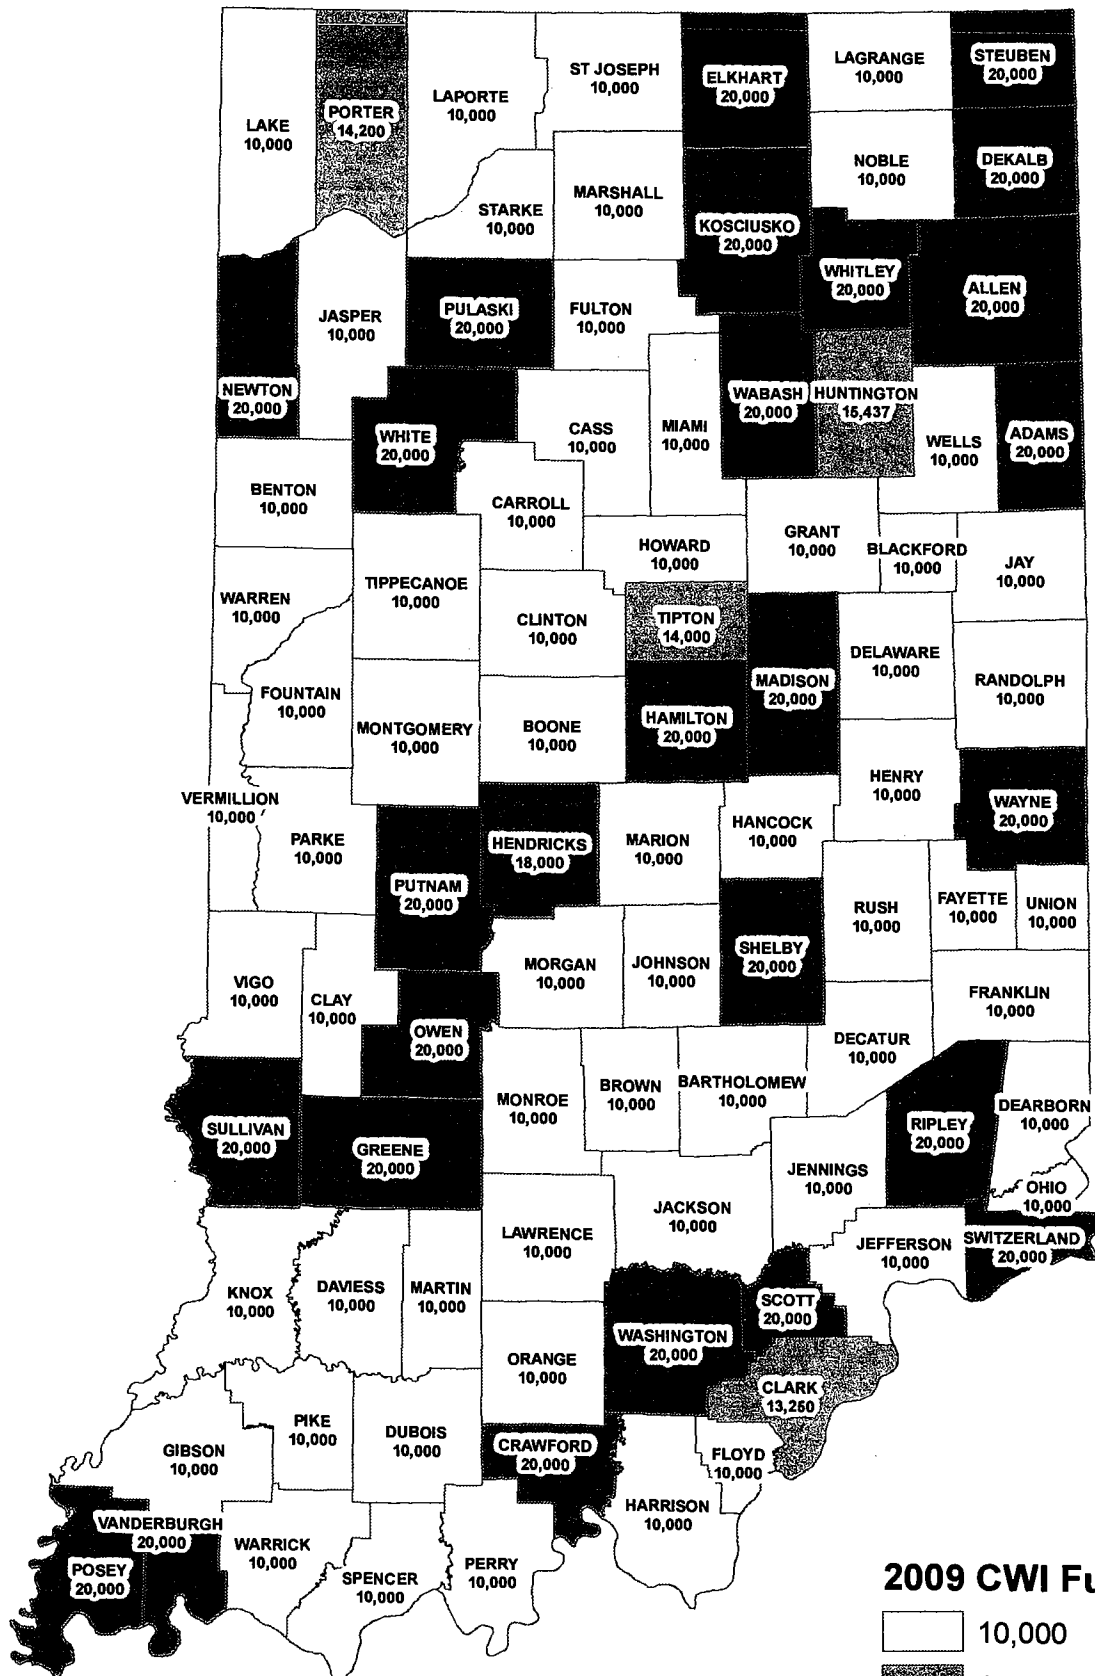 LAKE
10,000
PORTER
14,200
LAPORTE
10,000
ST JOSEPH
10,000
ELKHART
20,000
LAGRANGE
10,000
STEUBEN
20,000
NOBLE
10,000
DEKALB
20,000
STARKE
10,000
MARSHALL
10,000
KOSCIUSKO
20,000
WHITLEY
20,000
ALLEN
20,000
NEWTON
20,000
JASPER
10,000
PULASKI
20,000
FULTON
10,000
WHITE
20,000
CASS
10,000
MIAMI
10,000
WABASH
20,000
HUNTINGTON
15,437
WELLS
10,000
ADAMS
20,000
BENTON
10,000
CARROLL
10,000
HOWARD
10,000
GRANT
10,000
BLACKFORD
10,000
JAY
10,000
WARREN
10,000
TIPPECANOE
10,000
CLINTON
10,000
TIPTON
14,000
MADISON
20,000
DELAWARE
10,000
RANDOLPH
10,000
FOUNTAIN
10,000
MONTGOMERY
10,000
BOONE
10,000
HAMILTON
20,000
HENRY
10,000
WAYNE
20,000
VERMILLION
10,000
PARKE
10,000
PUTNAM
20,000
HENDRICKS
18,000
MARION
10,000
HANCOCK
10,000
RUSH
10,000
FAYETTE
10,000
UNION
10,000
VIGO
10,000
CLAY
10,000
OWEN
20,000
MORGAN
10,000
JOHNSON
10,000
SHELBY
20,000
FRANKLIN
10,000
DECATUR
10,000
SULLIVAN
20,000
GREENE
20,000
MONROE
10,000
BROWN
10,000
BARTHOLOMEW
10,000
RIPLEY
20,000
DEARBORN
10,000
JENNINGS
10,000
OHIO
10,000
JACKSON
10,000
LAWRENCE
10,000
JEFFERSON
10,000
SWITZERLAND
20,000
KNOX
10,000
DAVIESS
10,000
MARTIN
10,000
SCOTT
20,000
WASHINGTON
20,000
ORANGE
10,000
CLARK
13,250
GIBSON
10,000
PIKE
10,000
DUBOIS
10,000
CRAWFORD
20,000
FLOYD
10,000
HARRISON
10,000
POSEY
20,000
VANDERBURGH
20,000
WARRICK
10,000
SPENCER
10,000
PERRY
10,000
2009 CWI Fu
10,000